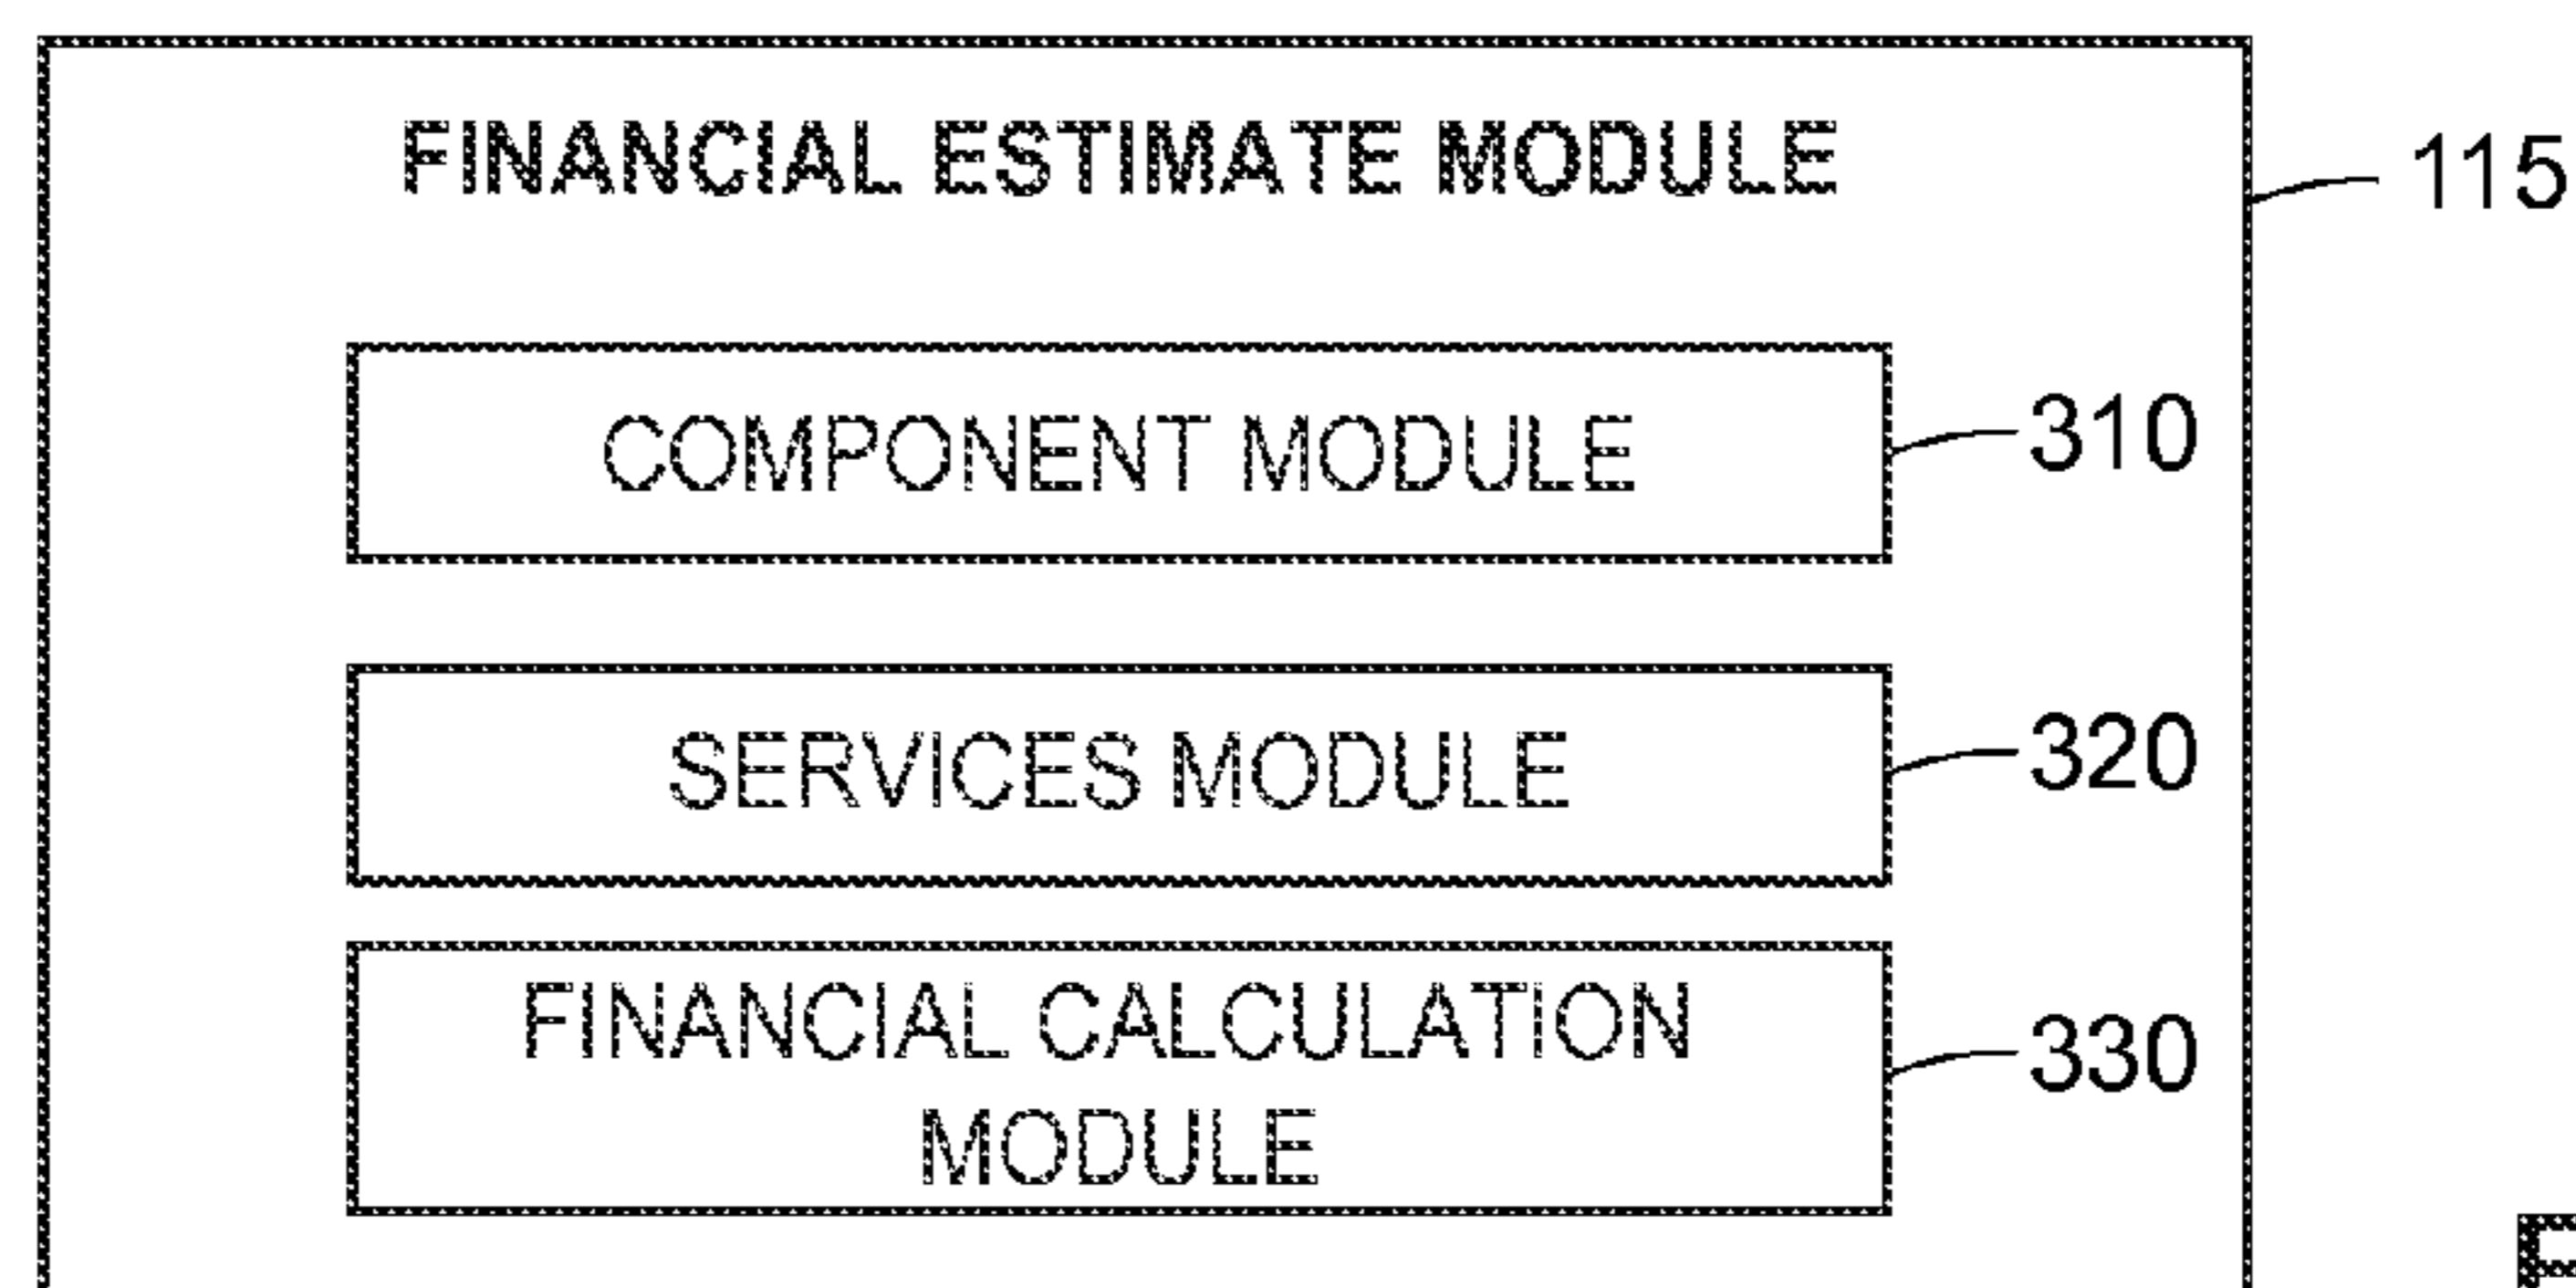 FINANCIAL ESTIMATE MODULE
115
COMPONENT MODULE
310
SERVICES MODULE
320
FINANCIAL CALCULATION
MODULE
330